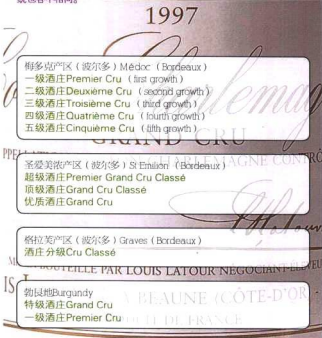 1997
梅多克产区（波尔多）Médoc（Bordeaux）
一级酒庄Premier Cru（first growth）
二级酒庄Deuxième Cru（second growth）
三级酒庄Troisième Cru（third growth）
四级酒庄Quatrième Cru（fourth growth）
五级酒庄Cinquième Cru（fifth growth）
GRAND CRU
CHARLEMAGNE CONTRÔ
圣爱美浓产区（波尔多）St Emilion（Bordeaux）
超级酒庄Premier Grand Cru Classé
顶级酒庄Grand Cru Classé
优质酒庄Grand Cru
格拉芙产区（波尔多）Graves（Bordeaux）
酒庄分级Cru Classé
BOUTEILLE PAR LOUIS LATOUR NEGOCIANT-ÉLEVEU
BEAUNE (CÔTE-D'OR
勃艮地Burgundy
特级酒庄Grand Cru
一级酒庄Premier Cru
DE FRANCE